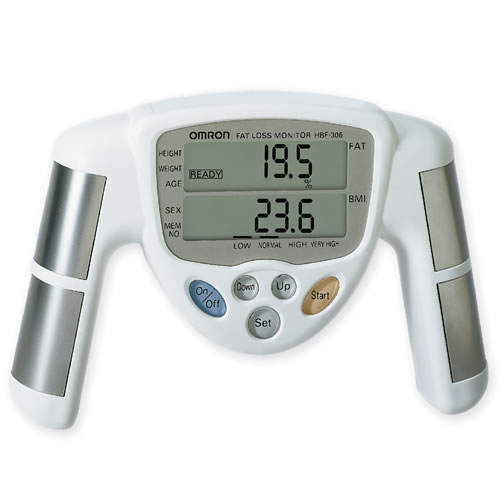 OMRON FAT LOSS MONITOR HBF-306
HEIGHT
WEIGHT
AGE
READY
19.5 %
FAT
SEX
MEM NO.
23.6
BMI
LOW NORMAL HIGH VERY HIGH
On/Off
Down
Up
Start
Set